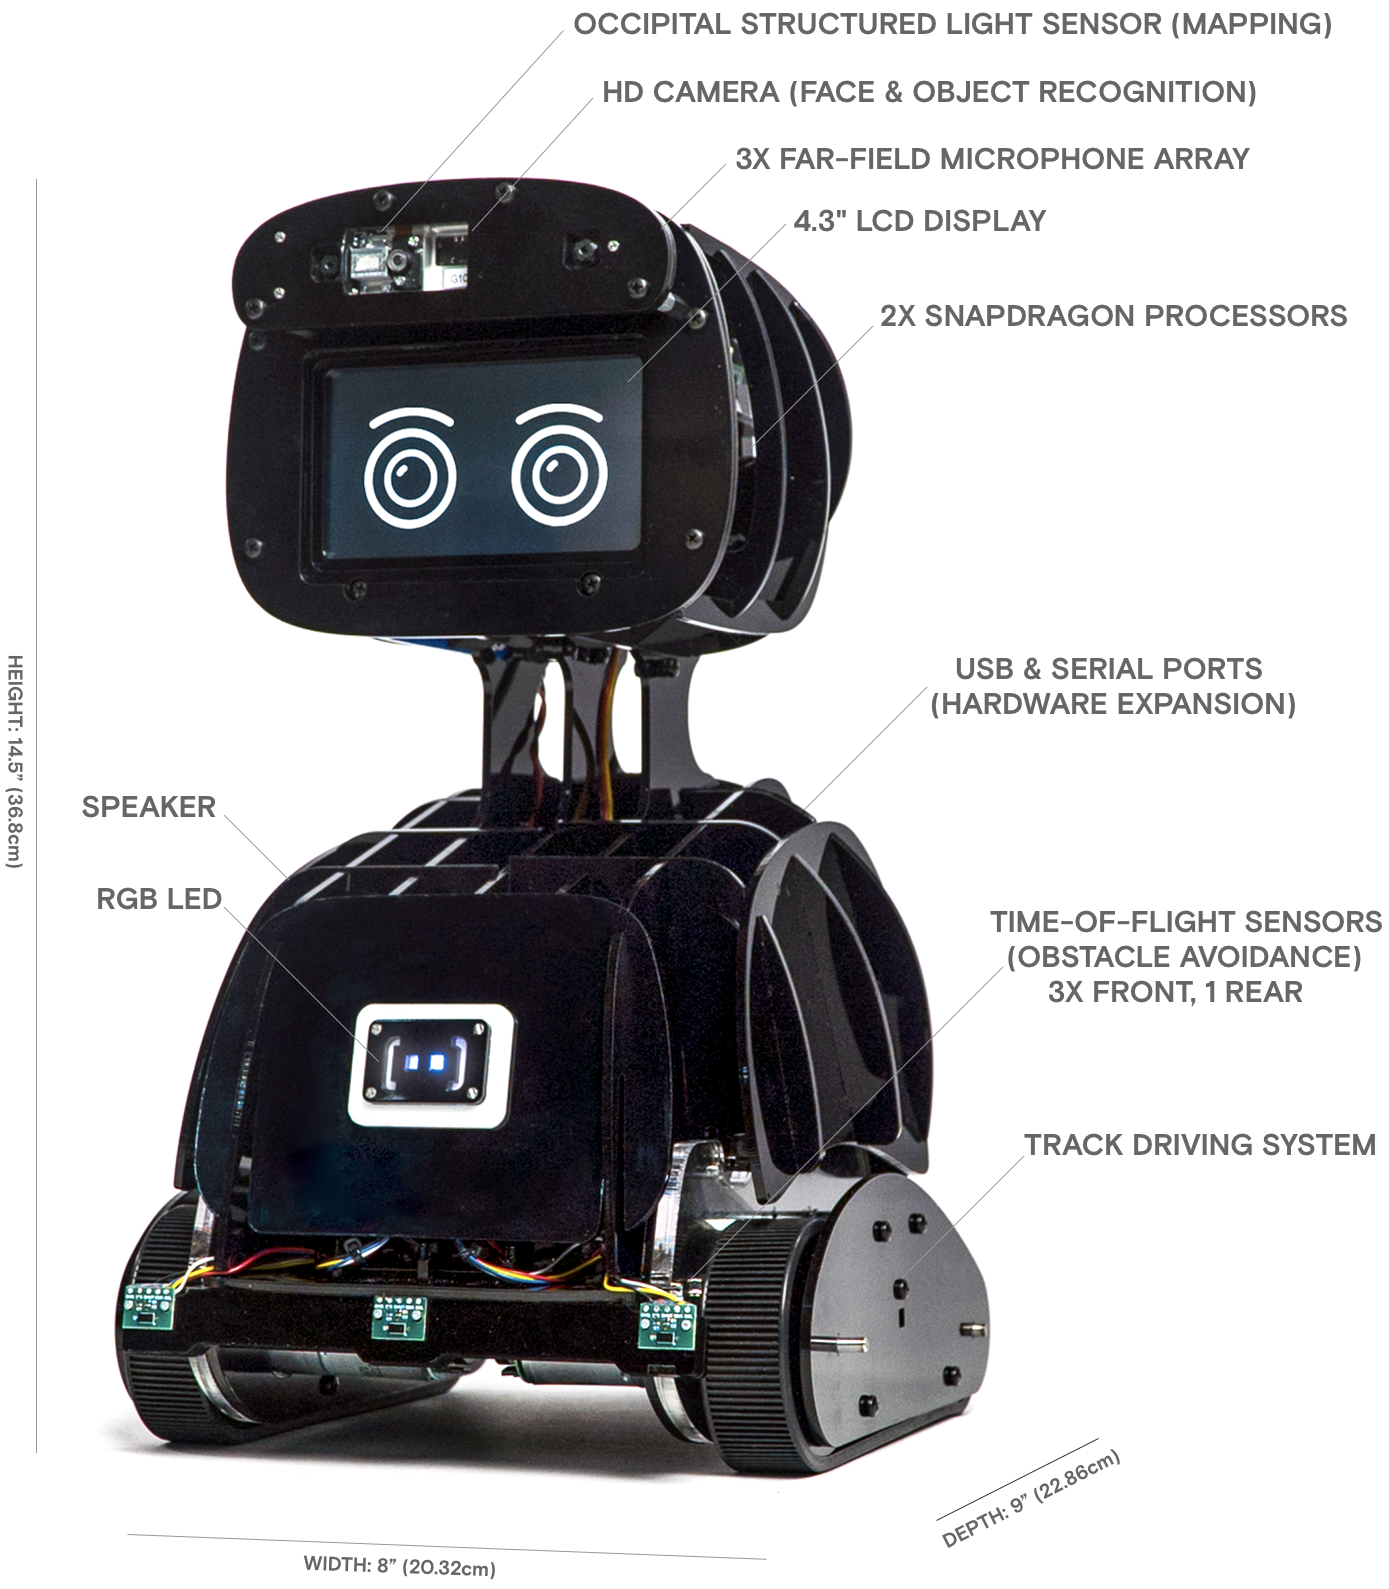 OCCIPITAL STRUCTURED LIGHT SENSOR (MAPPING)
HD CAMERA (FACE & OBJECT RECOGNITION)
3X FAR-FIELD MICROPHONE ARRAY
4.3" LCD DISPLAY
2X SNAPDRAGON PROCESSORS
USB & SERIAL PORTS
(HARDWARE EXPANSION)
HEIGHT: 14.5” (36.8cm)
SPEAKER
RGB LED
TIME-OF-FLIGHT SENSORS
(OBSTACLE AVOIDANCE)
3X FRONT, 1 REAR
TRACK DRIVING SYSTEM
DEPTH: 9” (22.86cm)
WIDTH: 8” (20.32cm)